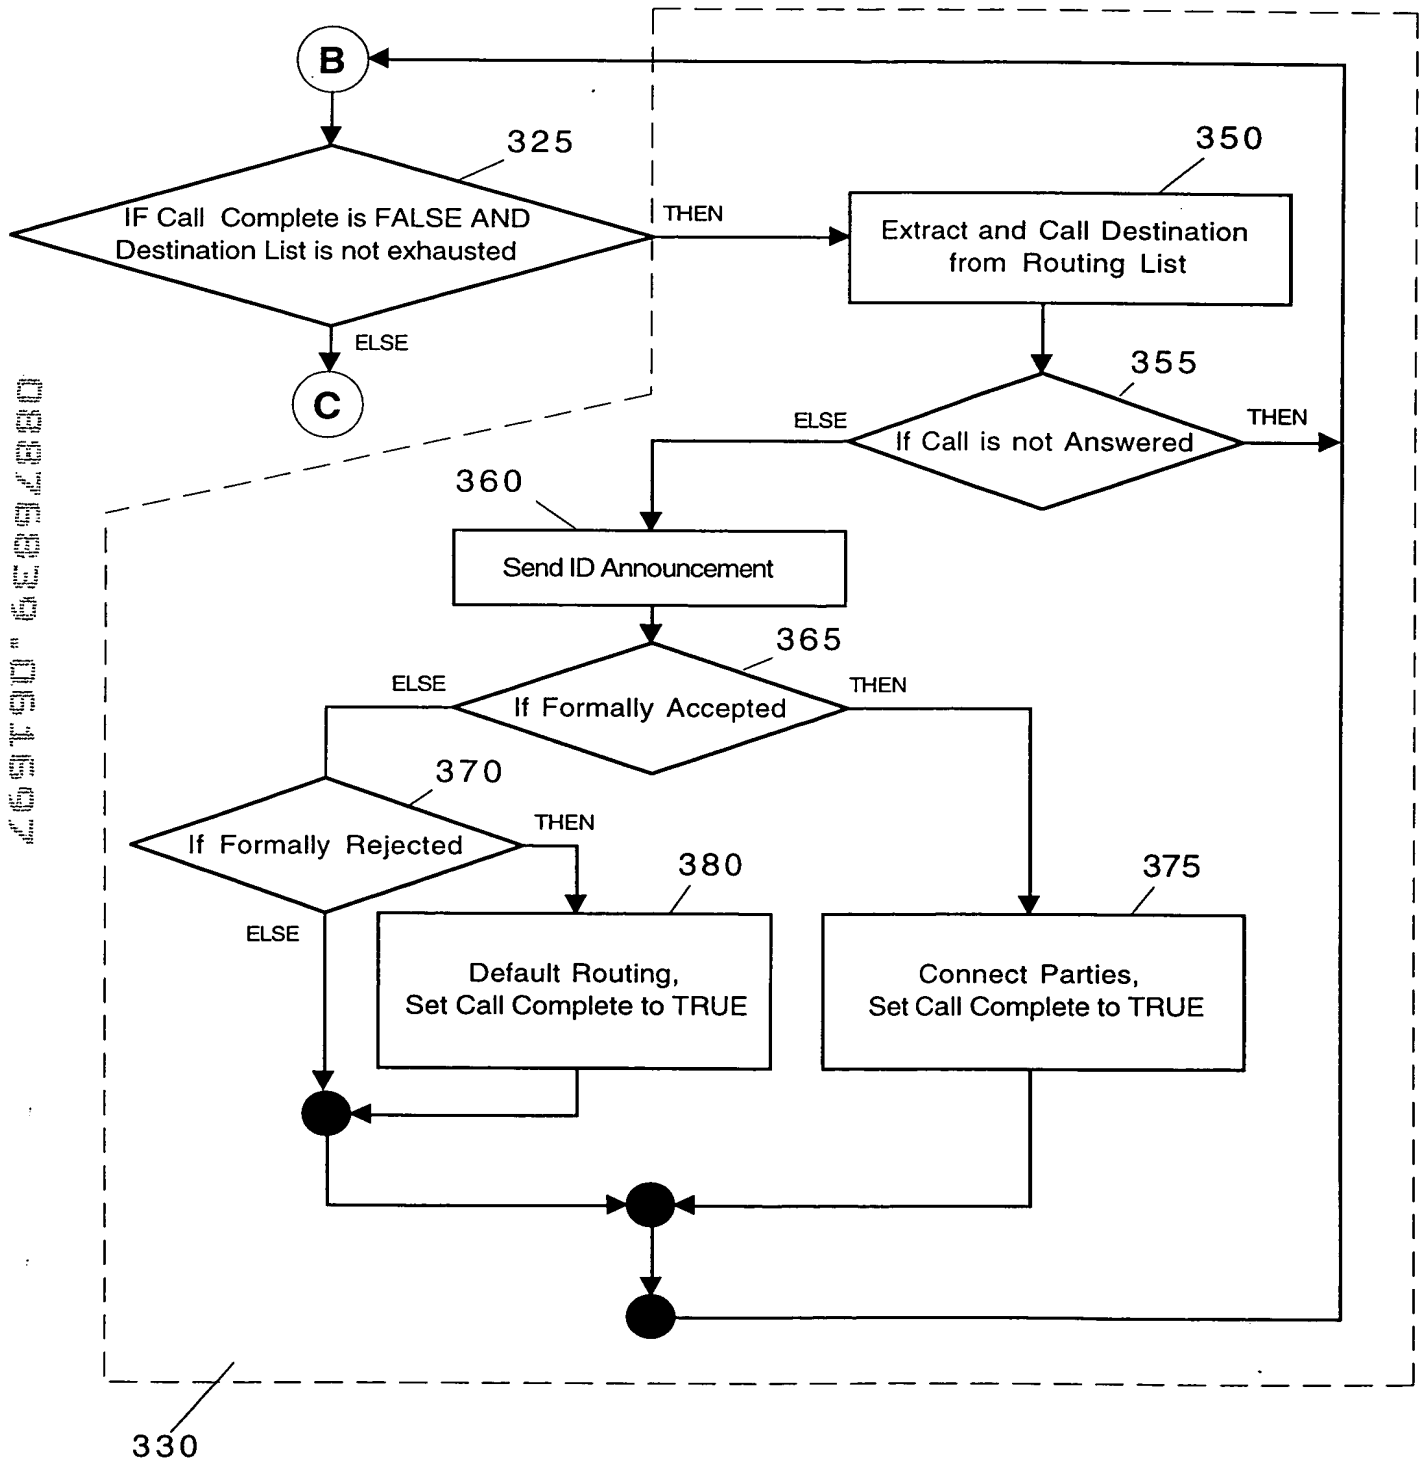 B
325
350
IF Call Complete is FALSE AND
Destination List is not exhausted
THEN
Extract and Call Destination
from Routing List
ELSE
C
355
If Call is not Answered
THEN
ELSE
360
Send ID Announcement
365
If Formally Accepted
ELSE
THEN
370
If Formally Rejected
THEN
ELSE
380
Default Routing,
Set Call Complete to TRUE
375
Connect Parties,
Set Call Complete to TRUE
330
08876839.061697